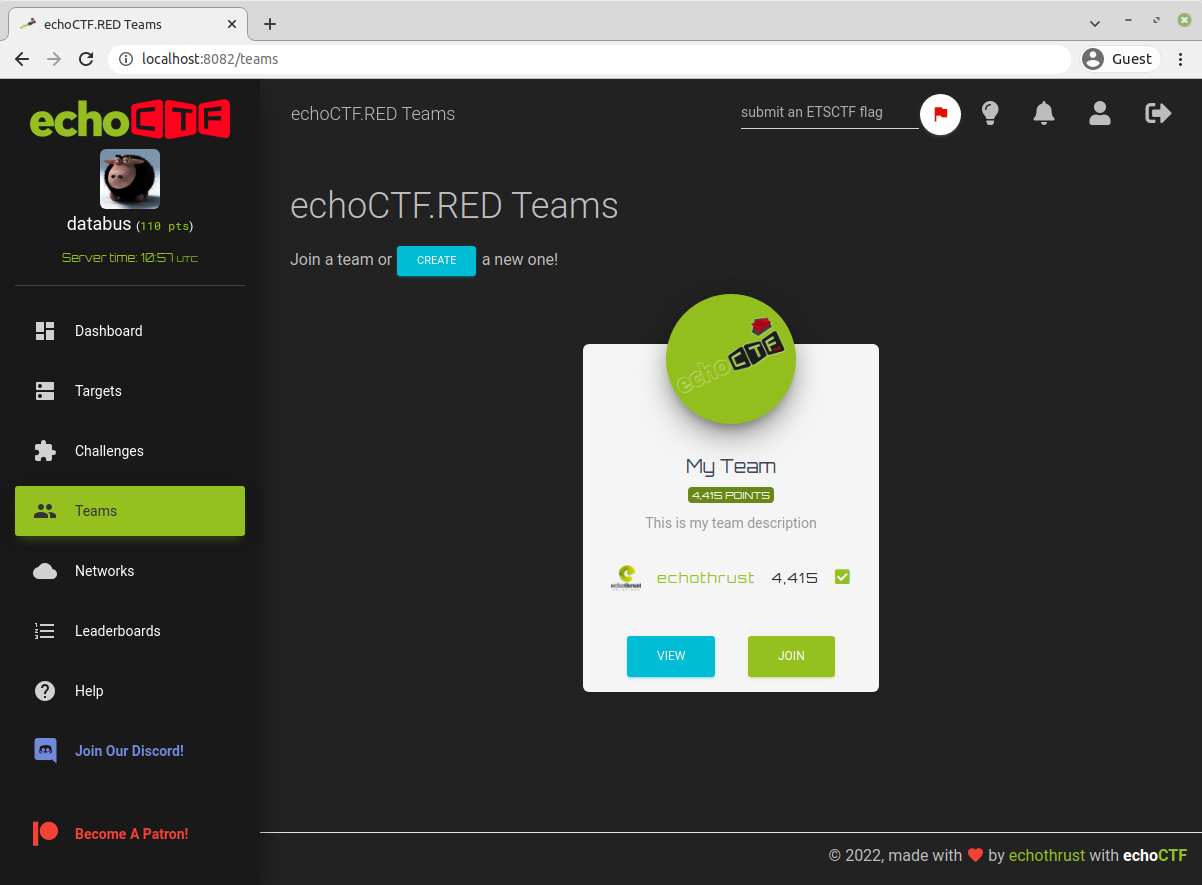 echoCTF.RED Teams
localhost:8082/teams
Guest
echoCTF
databus (110 pts)
Server time: 10:57 UTC
Dashboard
Targets
Challenges
Teams
Networks
Leaderboards
Help
Join Our Discord!
Become A Patron!
echoCTF.RED Teams
submit an ETSCTF flag
echoCTF.RED Teams
Join a team or CREATE a new one!
echoCTF
My Team
4,415 POINTS
This is my team description
echothrust
echothrust 4,415
VIEW JOIN
© 2022, made with by echothrust with echoCTF